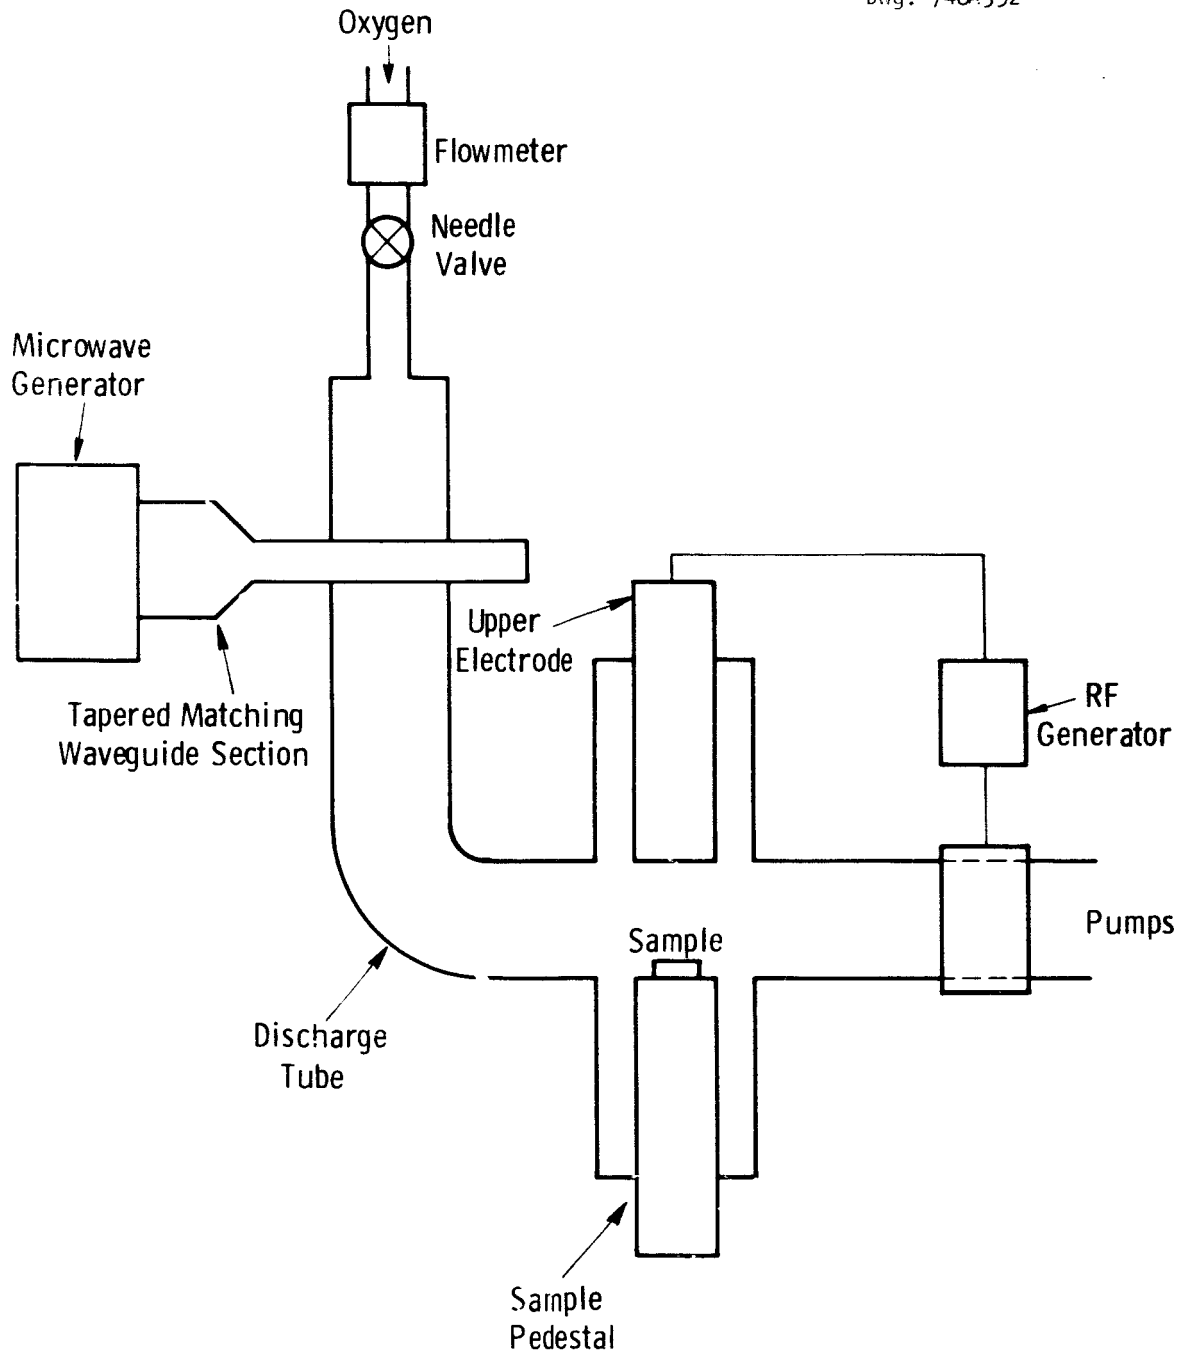 Oxygen
Flowmeter
Needle
Valve
Microwave
Generator
Upper
Electrode
Tapered Matching
Waveguide Section
RF
Generator
Pumps
Sample
Discharge
Tube
Sample
Pedestal